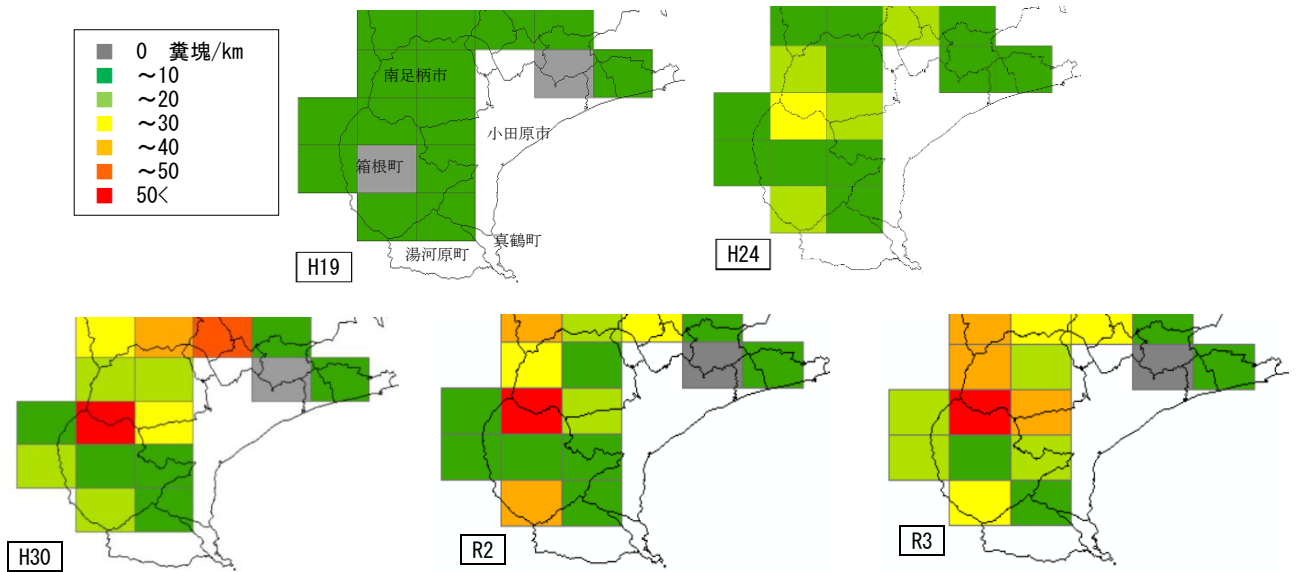 0 糞塊/km
～10
～20
～30
～40
～50
50<
南足柄市
小田原市
箱根町
真鶴町
湯河原町
H19
H24
H30
R2
R3